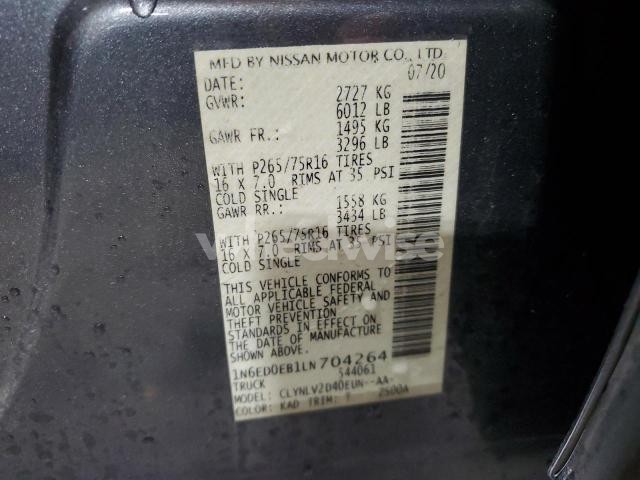 MFD BY NISSAN MOTOR CO., LTD.
DATE: 07/20
GVWR: 2727 KG
6012 LB
GAWR FR.: 1495 KG
3296 LB
WITH P265/75R16 TIRES
16 X 7.0 RIMS AT 35 PSI
COLD SINGLE
GAWR RR.: 1558 KG
3434 LB
WITH P265/75R16 TIRES
16 X 7.0 RIMS AT 35 PSI
COLD SINGLE
THIS VEHICLE CONFORMS TO
ALL APPLICABLE FEDERAL
MOTOR VEHICLE SAFETY AND
THEFT PREVENTION
STANDARDS IN EFFECT ON
THE DATE OF MANUFACTURE
SHOWN ABOVE.
1N6ED0EB1LN704264
TRUCK 544061
MODEL: CLYNLV2D40EUN--AA-
COLOR: KAD TRIM: 2500A